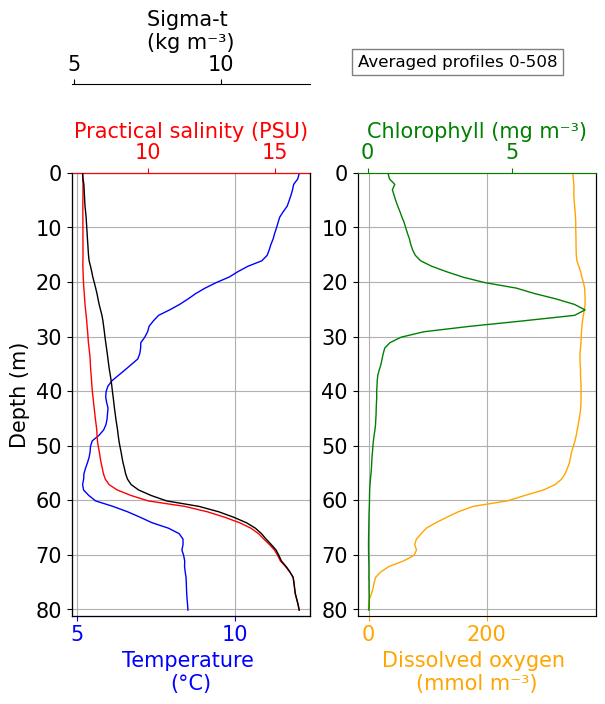 Sigma-t
(kg m⁻³)
5 10
Averaged profiles 0-508
Practical salinity (PSU)
10 15
Chlorophyll (mg m⁻³)
0 5
0
10
20
30
40
50
60
70
80
Depth (m)
0
10
20
30
40
50
60
70
80
5 10
Temperature
(°C)
0 200
Dissolved oxygen
(mmol m⁻³)